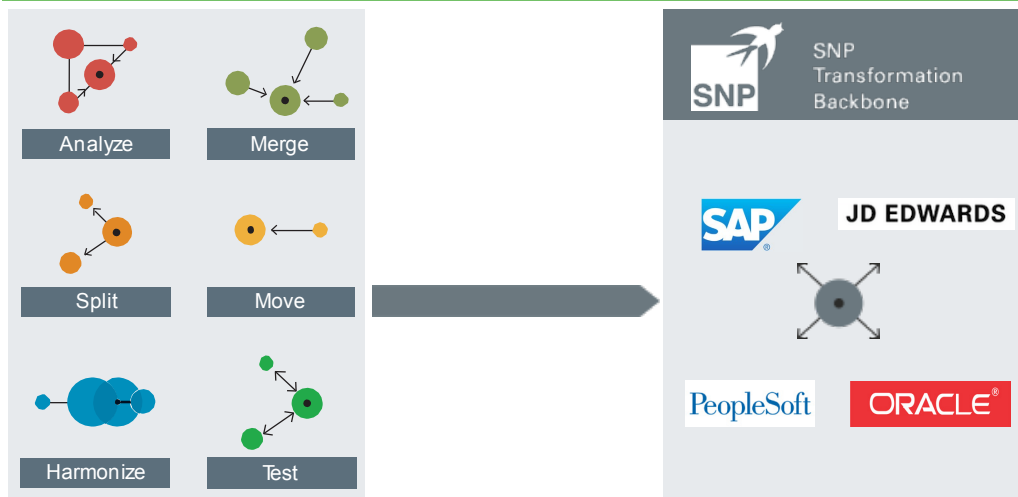 Analyze
Merge
Split
Move
Harmonize
Test
SNP
SNP
Transformation
Backbone
SAP®
JD EDWARDS
PeopleSoft
ORACLE®